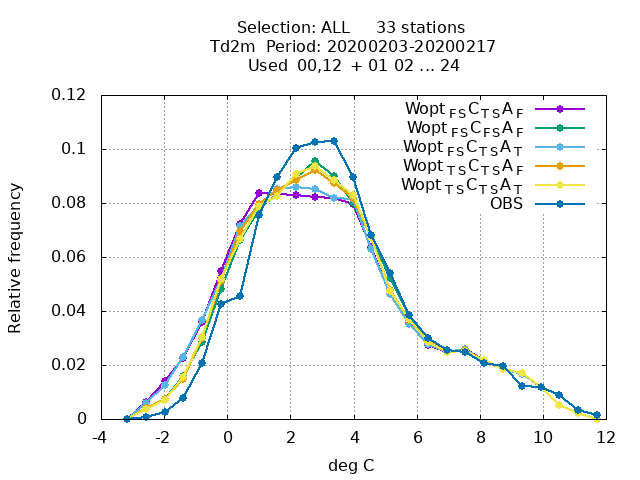 Selection: ALL 33 stations
Td2m Period: 20200203-20200217
Used 00,12 + 01 02 ... 24
Wopt FS C TS A F
Wopt FS C FS A F
Wopt FS C TS A T
Wopt TS C TS A F
Wopt TS C TS A T
OBS
Relative frequency
0.12
0.1
0.08
0.06
0.04
0.02
0
-4 -2 0 2 4 6 8 10 12
deg C